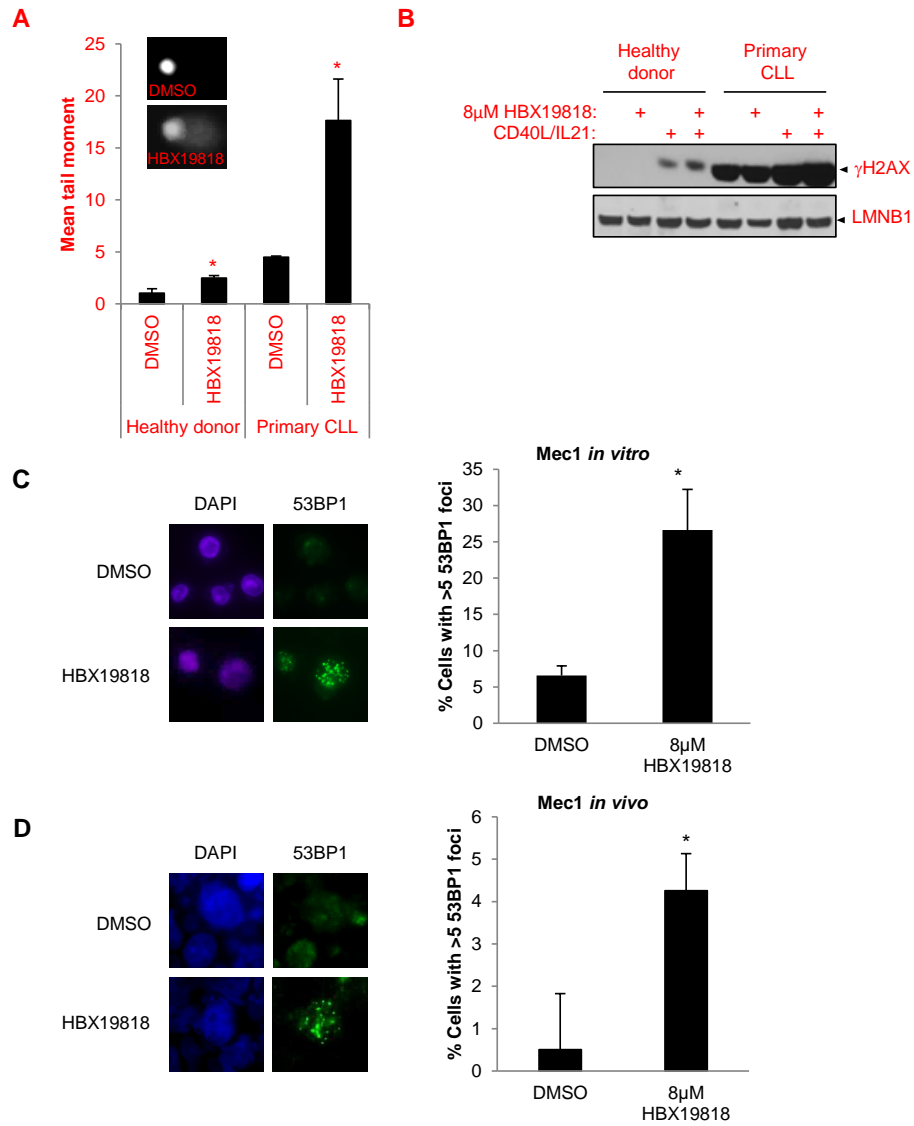 A
Mean tail moment
25
20
15
10
5
0
DMSO
HBX19818
*
*
DMSO
HBX19818
DMSO
HBX19818
Healthy donor
Primary CLL
B
Healthy donor
Primary CLL
8µM HBX19818: + + + +
CD40L/IL21: + + + +
γH2AX
LMNB1
C
DAPI 53BP1
DMSO
HBX19818
Mec1 in vitro
% Cells with >5 53BP1 foci
35
30
25
20
15
10
5
0
*
DMSO
8µM
HBX19818
D
DAPI 53BP1
DMSO
HBX19818
Mec1 in vivo
% Cells with >5 53BP1 foci
6
5
4
3
2
1
0
*
DMSO
8µM
HBX19818